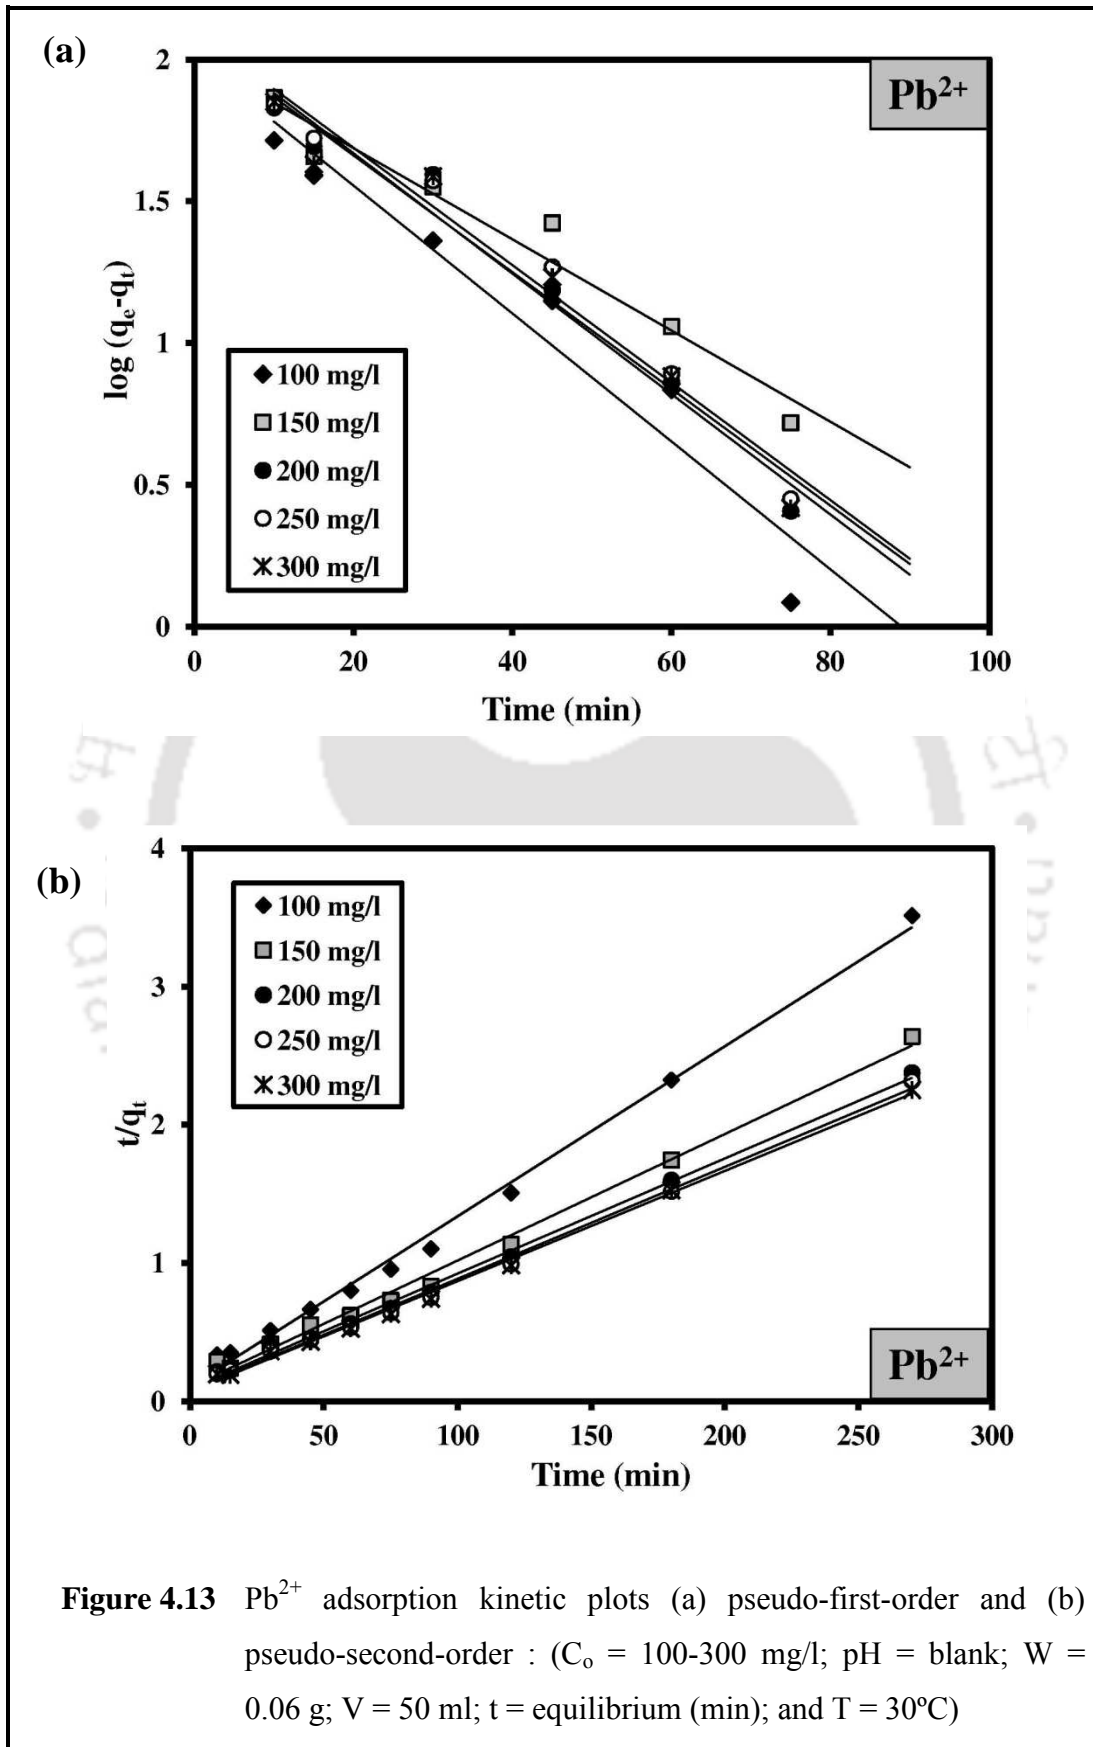 (a)
2
1.5
1
0.5
0
log (qₑ-qₜ)
Pb²⁺
100 mg/l
150 mg/l
200 mg/l
250 mg/l
300 mg/l
0 20 40 60 80 100
Time (min)
(b)
4
3
2
1
0
t/qₜ
100 mg/l
150 mg/l
200 mg/l
250 mg/l
300 mg/l
Pb²⁺
0 50 100 150 200 250 300
Time (min)
Figure 4.13 Pb²⁺ adsorption kinetic plots (a) pseudo-first-order and (b)
pseudo-second-order : (Cₒ = 100-300 mg/l; pH = blank; W =
0.06 g; V = 50 ml; t = equilibrium (min); and T = 30ºC)